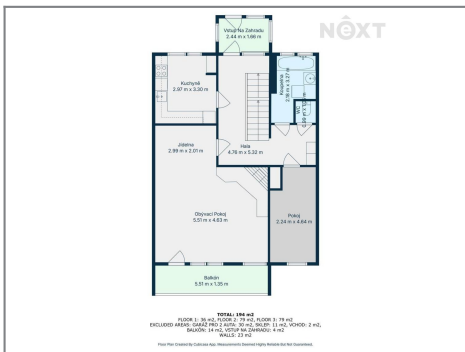 NEXT
Vstup Na Zahradu
2.44 m x 1.66 m
Kuchyně
2.97 m x 3.30 m
Koupelna
2.18 m x 3.27 m
WC
Jídelna
2.99 m x 2.01 m
Hala
4.76 m x 5.32 m
Obývací Pokoj
5.51 m x 4.63 m
Pokoj
2.24 m x 4.64 m
Balkón
5.51 m x 1.35 m
TOTAL: 194 m2
FLOOR 1: 36 m2, FLOOR 2: 79 m2, FLOOR 3: 79 m2
EXCLUDED AREAS: GARÁŽ PRO 2 AUTA: 30 m2, SKLEP: 11 m2, VCHOD: 2 m2,
BALKÓN: 14 m2, VSTUP NA ZAHRADU: 4 m2
WALLS: 23 m2
Floor Plan Created By Cubicasa App. Measurements Deemed Highly Reliable But Not Guaranteed.